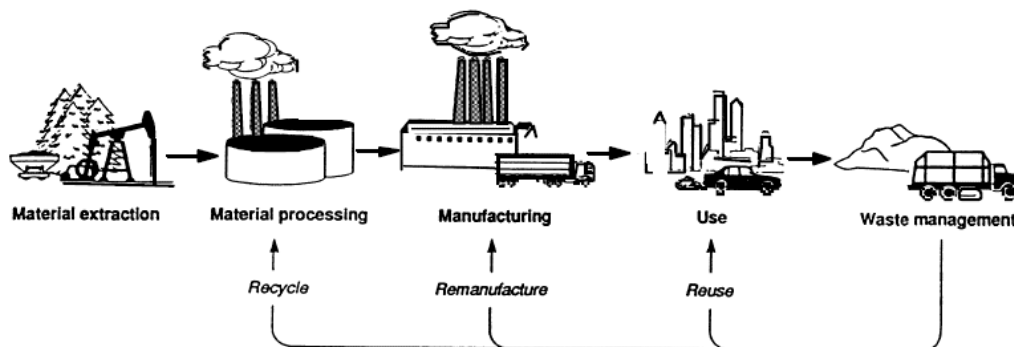 Material extraction
Material processing
Manufacturing
Use
Waste management
Recycle
Remanufacture
Reuse